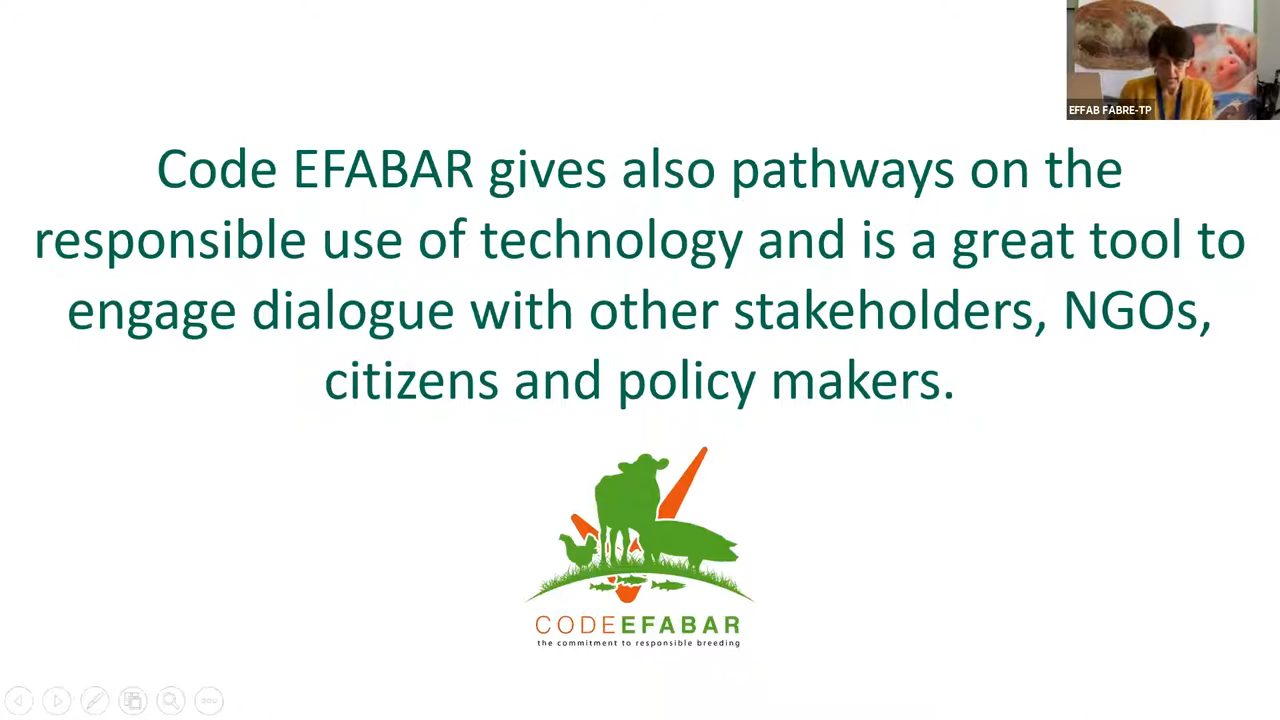 EFFAB FABRE-TP
Code EFABAR gives also pathways on the
responsible use of technology and is a great tool to
engage dialogue with other stakeholders, NGOs,
citizens and policy makers.
CODEEFABAR
the commitment to responsible breeding